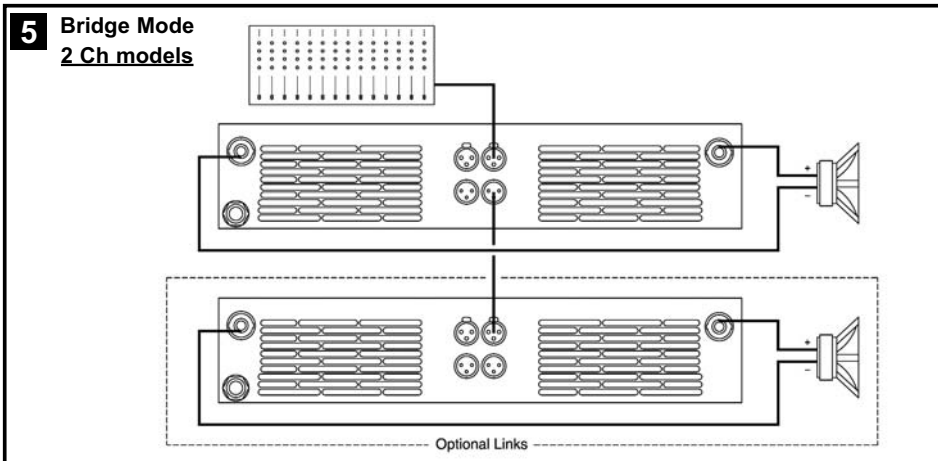 5 Bridge Mode
2 Ch models
+
–
+
–
Optional Links